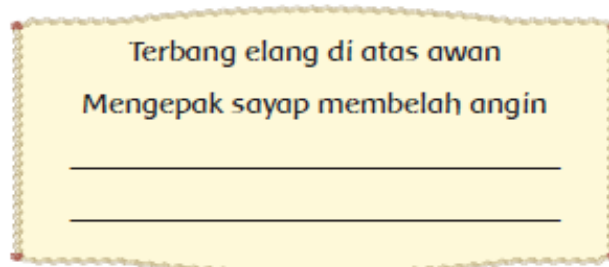 Terbang elang di atas awan
Mengepak sayap membelah angin